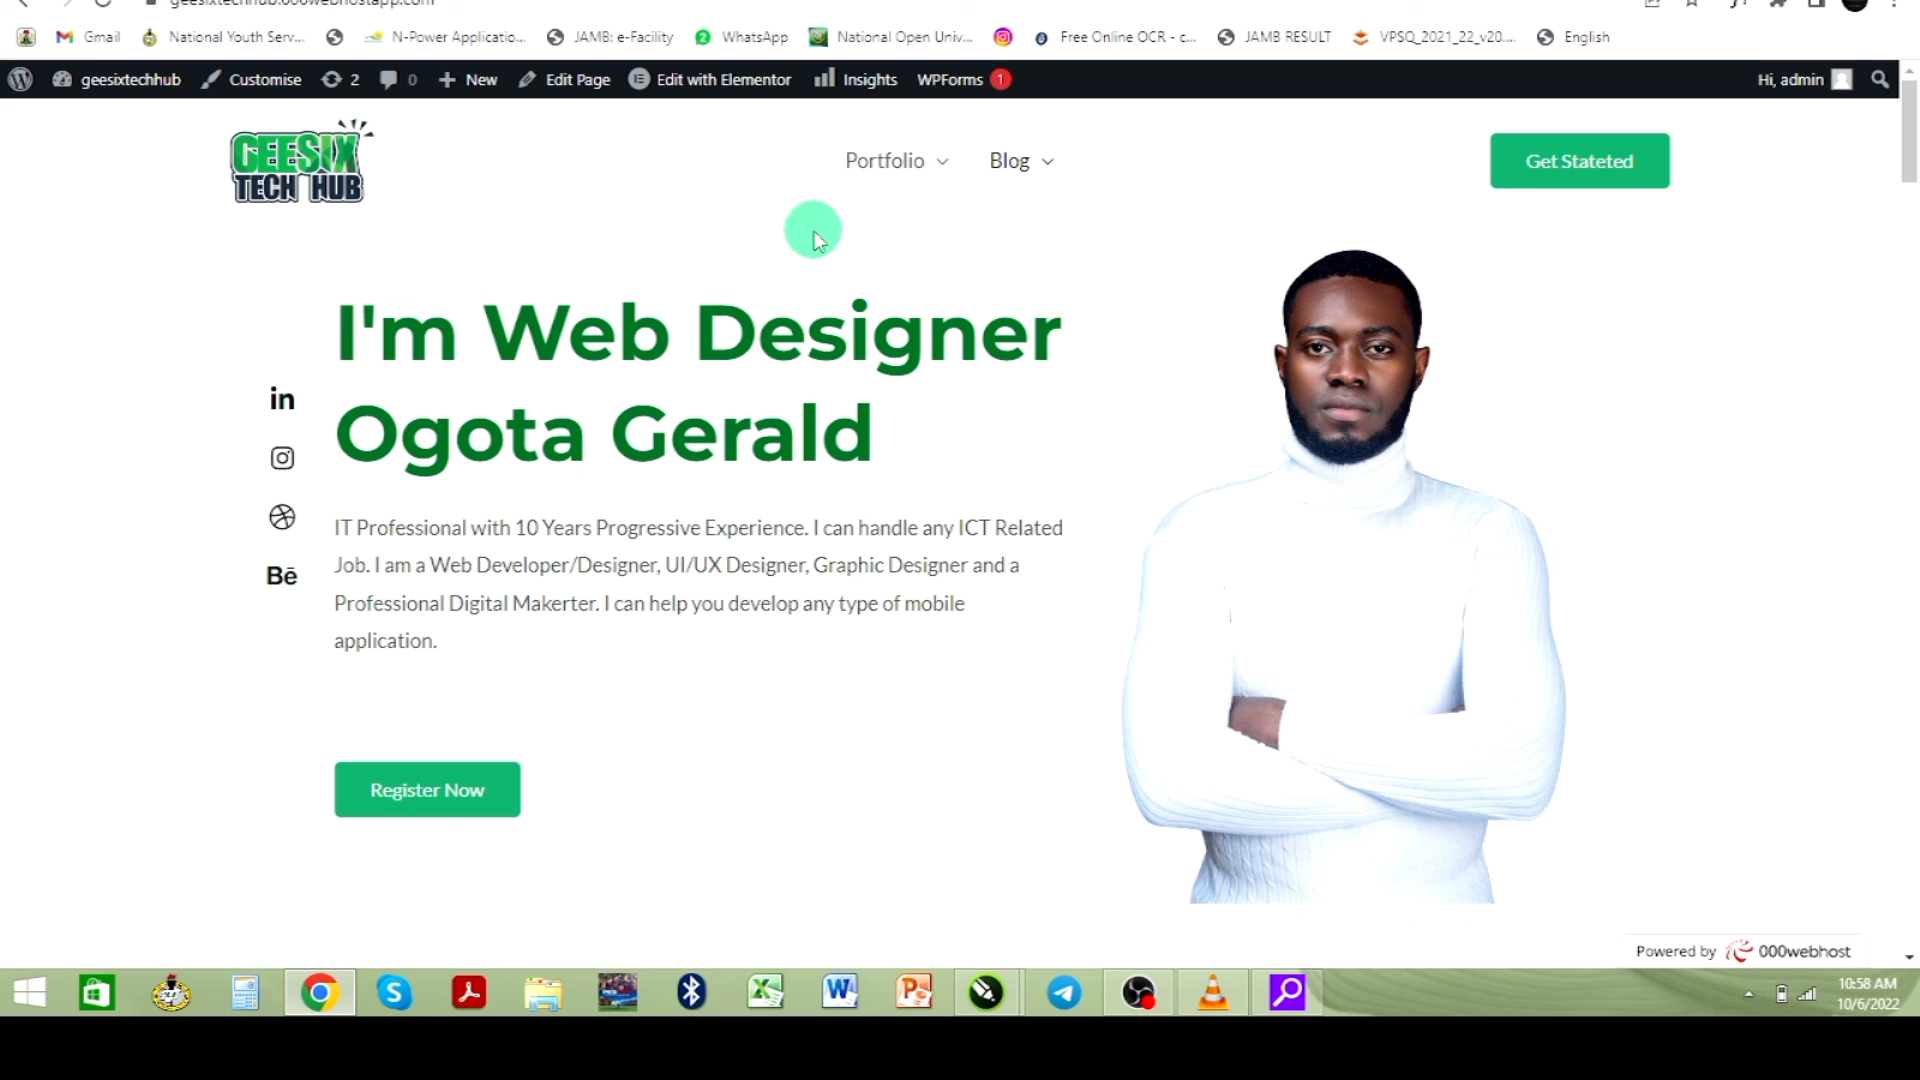 geesixtechhub.000webhostapp.com
Gmail National Youth Serv... N-Power Applicatio... JAMB: e-Facility 2 WhatsApp National Open Univ... Free Online OCR - c... JAMB RESULT VPSQ_2021_22_v20.... English
geesixtechhub Customise 2 0 New Edit Page Edit with Elementor Insights WPForms 1 Hi, admin
GEESIX
TECH HUB
Portfolio Blog Get Stateted
I'm Web Designer
Ogota Gerald
in
IT Professional with 10 Years Progressive Experience. I can handle any ICT Related
Job. I am a Web Developer/Designer, UI/UX Designer, Graphic Designer and a
Bē
Professional Digital Makerter. I can help you develop any type of mobile
application.
Register Now
Powered by 000webhost
10:58 AM
10/6/2022